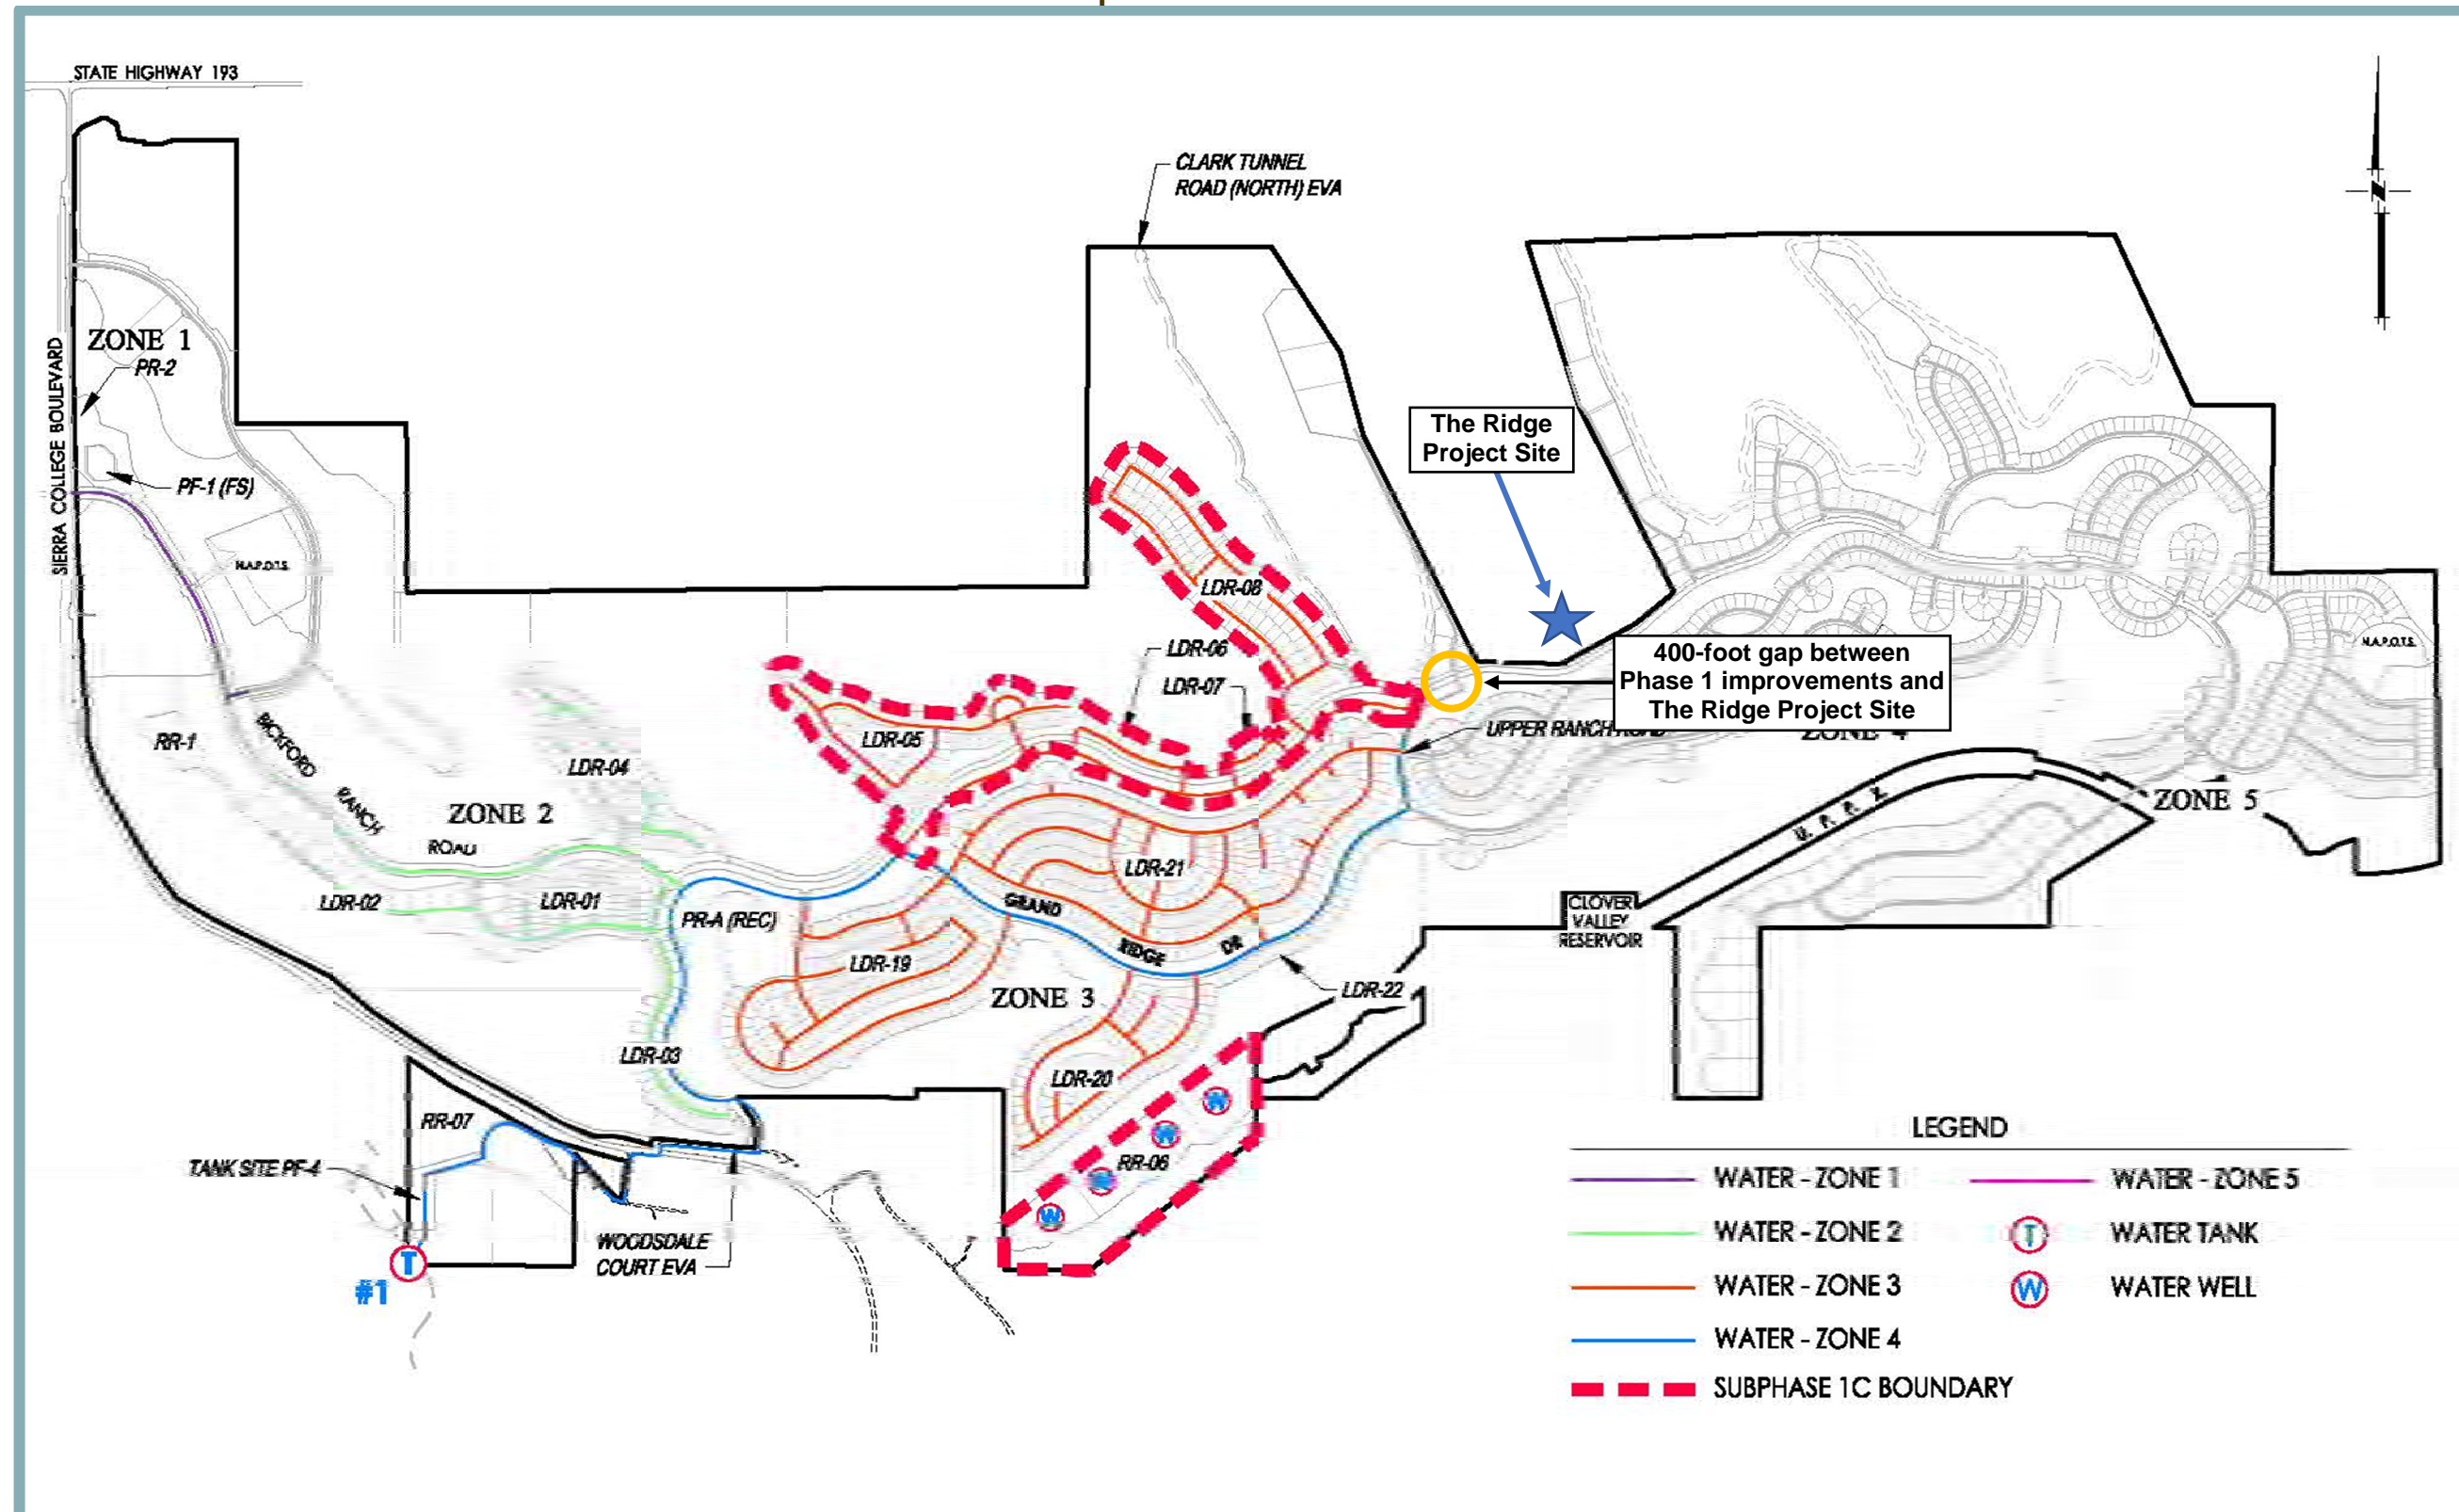 STATE HIGHWAY 193
CLARK TUNNEL
ROAD (NORTH) EVA
N
ZONE 1
PR-2
SIERRA COLLEGE BOULEVARD
PF-1 (FS)
N.A.P.O.T.S.
The Ridge
Project Site
LDR-08
LDR-06
LDR-07
400-foot gap between
Phase 1 improvements and
The Ridge Project Site
N.A.P.O.T.S.
UPPER RANCH ROAD
ZONE 4
RR-1
BICKFORD
RANCH
ROAD
LDR-05
LDR-04
ZONE 2
ZONE 5
U. P. R. R.
LDR-21
LDR-02
LDR-01
PR-A (REC)
GRAND
RIDGE
DR
CLOVER
VALLEY
RESERVOIR
LDR-19
ZONE 3
LDR-22
LDR-03
LDR-20
RR-07
W
W
RR-06
W
W
TANK SITE PF-4
WOODSDALE
COURT EVA
T
#1
LEGEND
WATER - ZONE 1
WATER - ZONE 5
WATER - ZONE 2
T
WATER TANK
WATER - ZONE 3
W
WATER WELL
WATER - ZONE 4
SUBPHASE 1C BOUNDARY